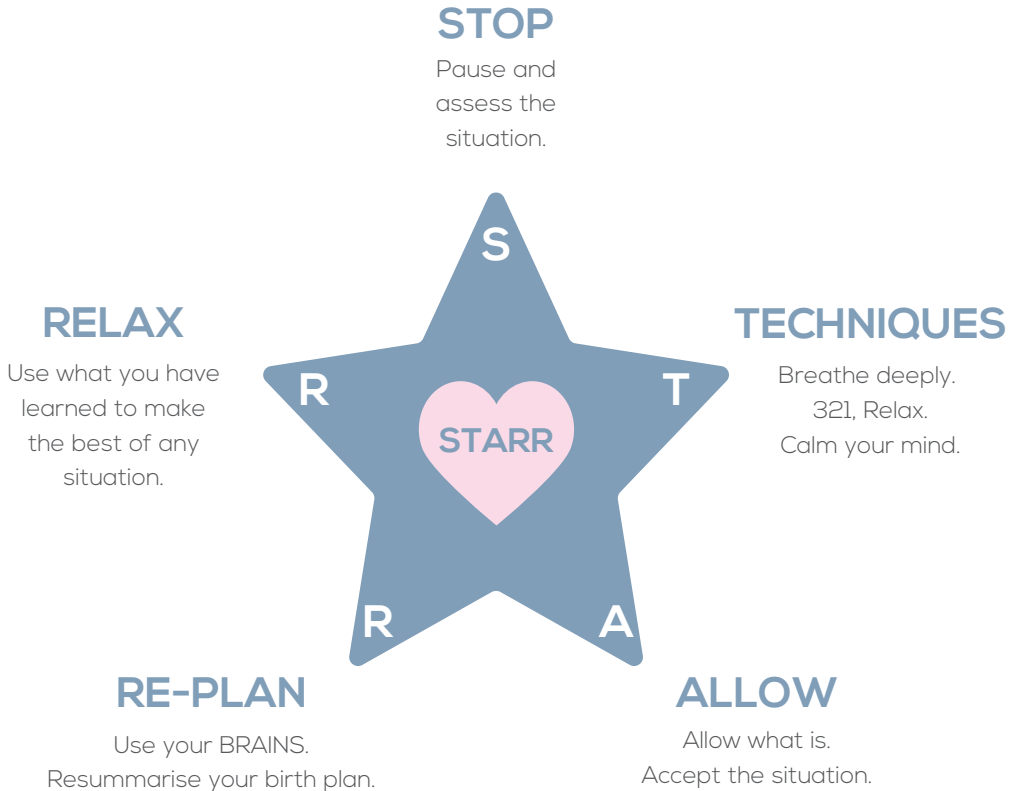 STOP
Pause and
assess the
situation.
S
RELAX
Use what you have
learned to make
the best of any
situation.
R
STARR
T
TECHNIQUES
Breathe deeply.
321, Relax.
Calm your mind.
R
A
RE-PLAN
Use your BRAINS.
Resummarise your birth plan.
ALLOW
Allow what is.
Accept the situation.